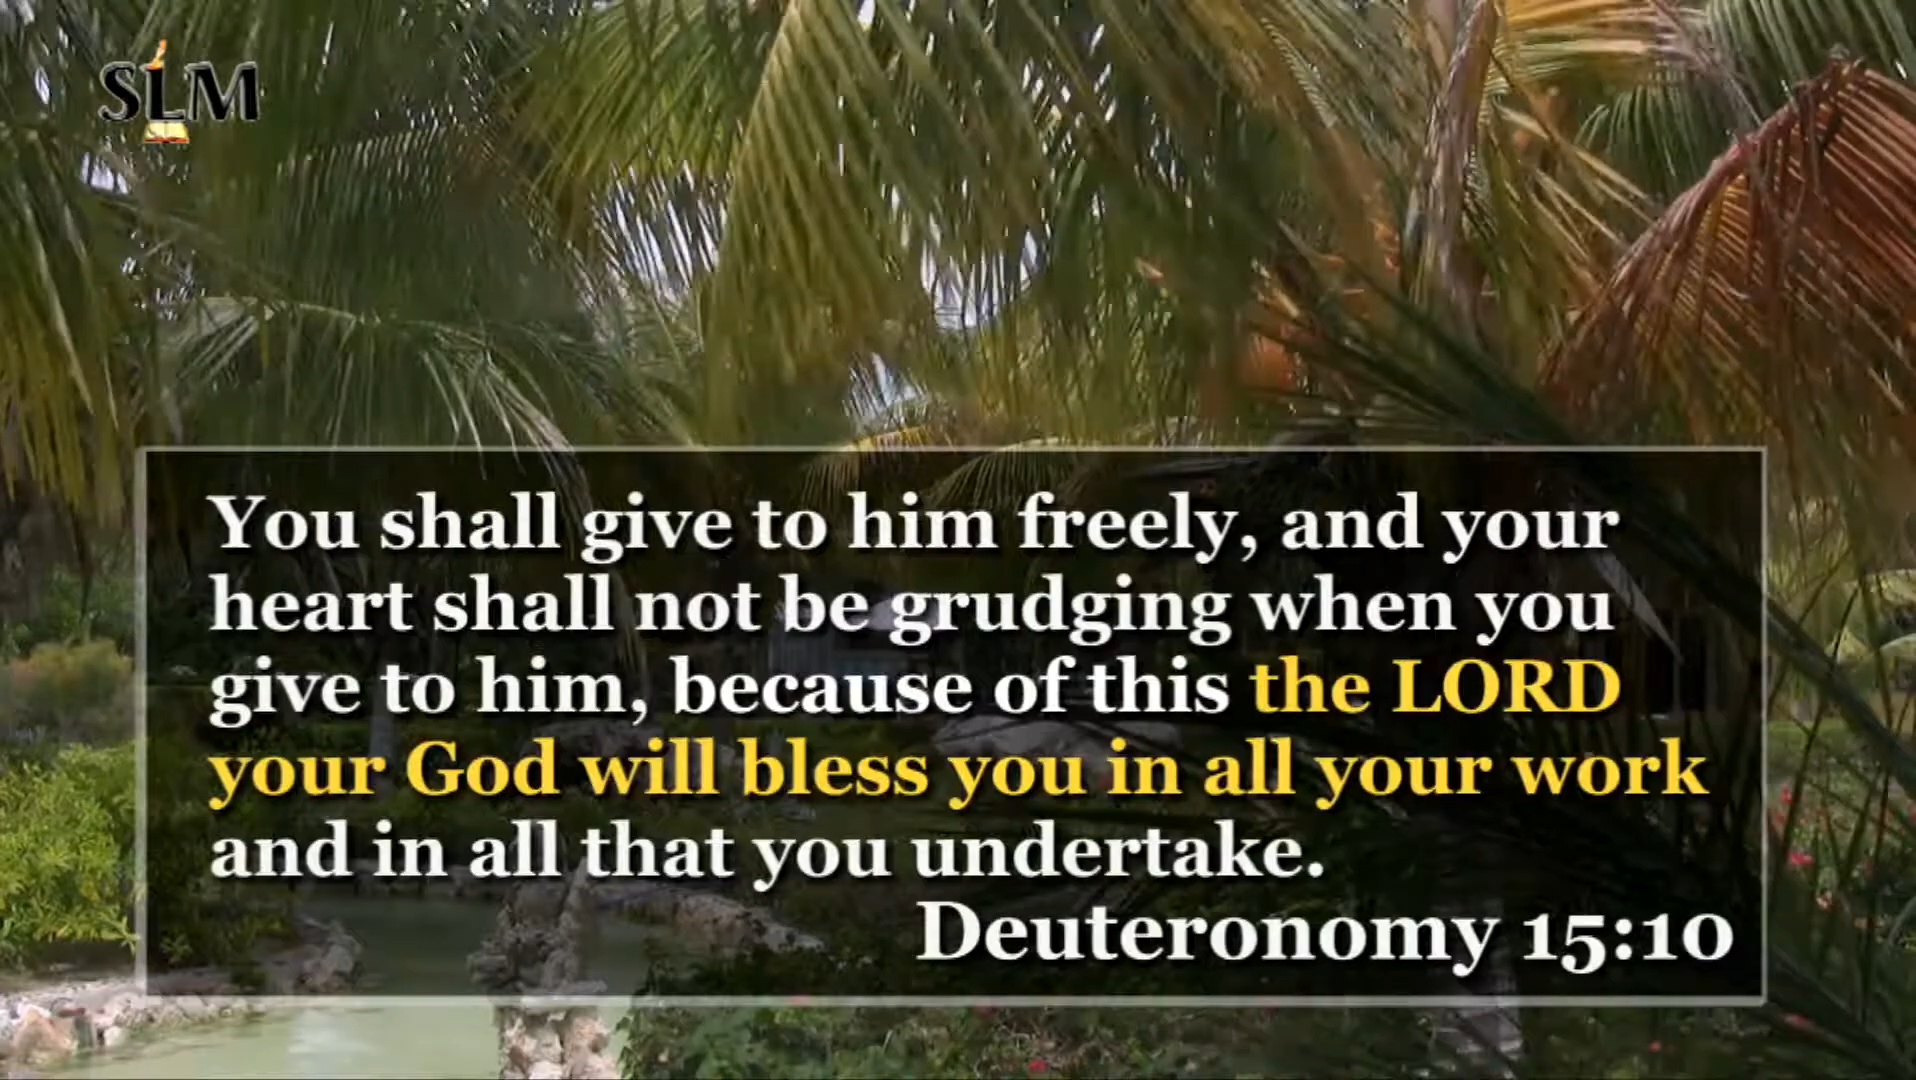 SLM
You shall give to him freely, and your
heart shall not be grudging when you
give to him, because of this the LORD
your God will bless you in all your work
and in all that you undertake.
Deuteronomy 15:10